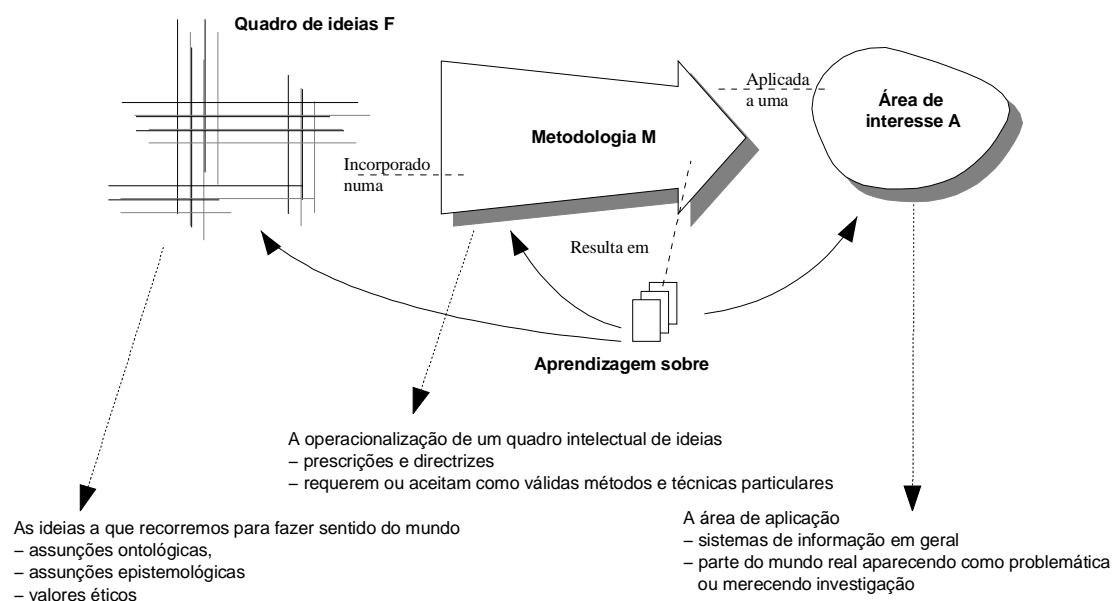 Quadro de ideias F
Incorporado
numa
Metodologia M
Aplicada
a uma
Área de
interesse A
Resulta em
Aprendizagem sobre
A operacionalização de um quadro intelectual de ideias
– prescrições e directrizes
– requerem ou aceitam como válidas métodos e técnicas particulares
As ideias a que recorremos para fazer sentido do mundo
– assunções ontológicas,
– assunções epistemológicas
– valores éticos
A área de aplicação
– sistemas de informação em geral
– parte do mundo real aparecendo como problemática
ou merecendo investigação